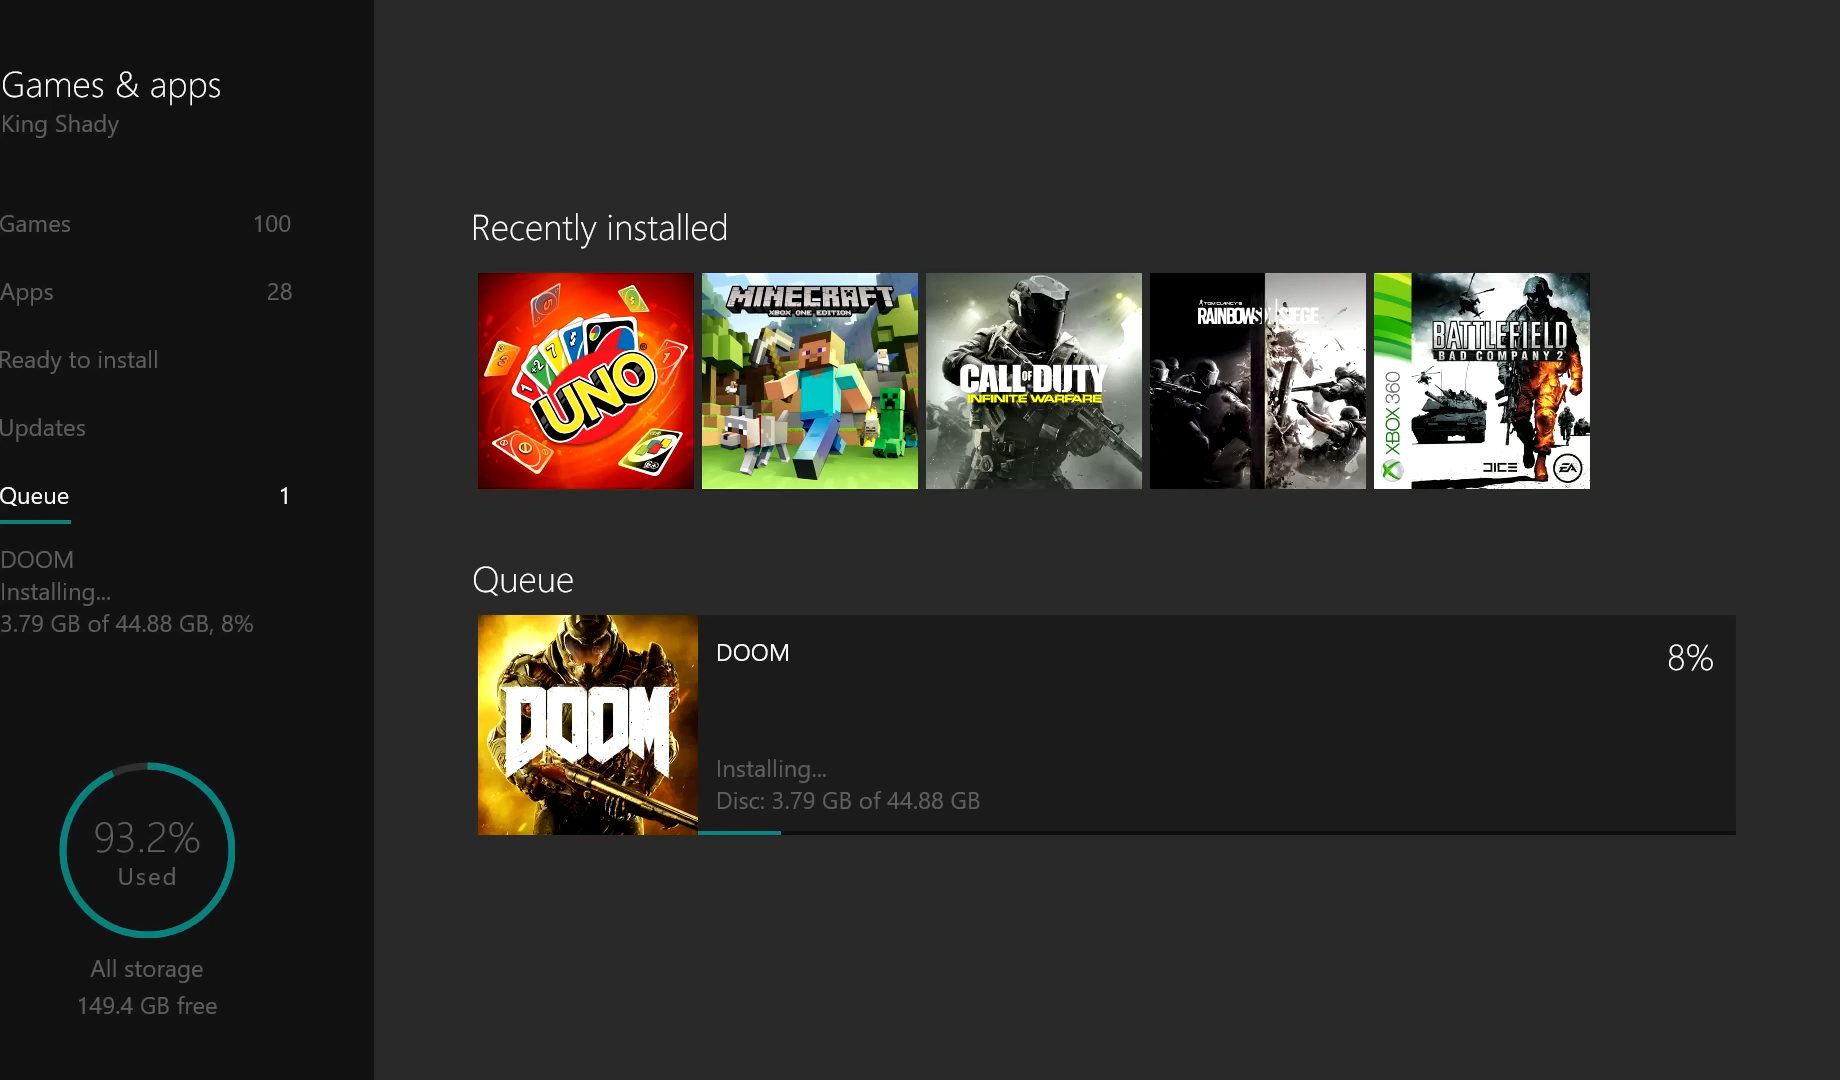 Games & apps
King Shady
Games 100
Apps 28
Ready to install
Updates
Queue 1
DOOM
Installing...
3.79 GB of 44.88 GB, 8%
93.2%
Used
All storage
149.4 GB free
Recently installed
UNO
MINECRAFT
XBOX ONE EDITION
CALL OF DUTY
INFINITE WARFARE
TOM CLANCY'S
RAINBOW SIX SIEGE
XBOX 360
BATTLEFIELD
BAD COMPANY 2
DICE
EA
Queue
DOOM
DOOM
8%
Installing...
Disc: 3.79 GB of 44.88 GB